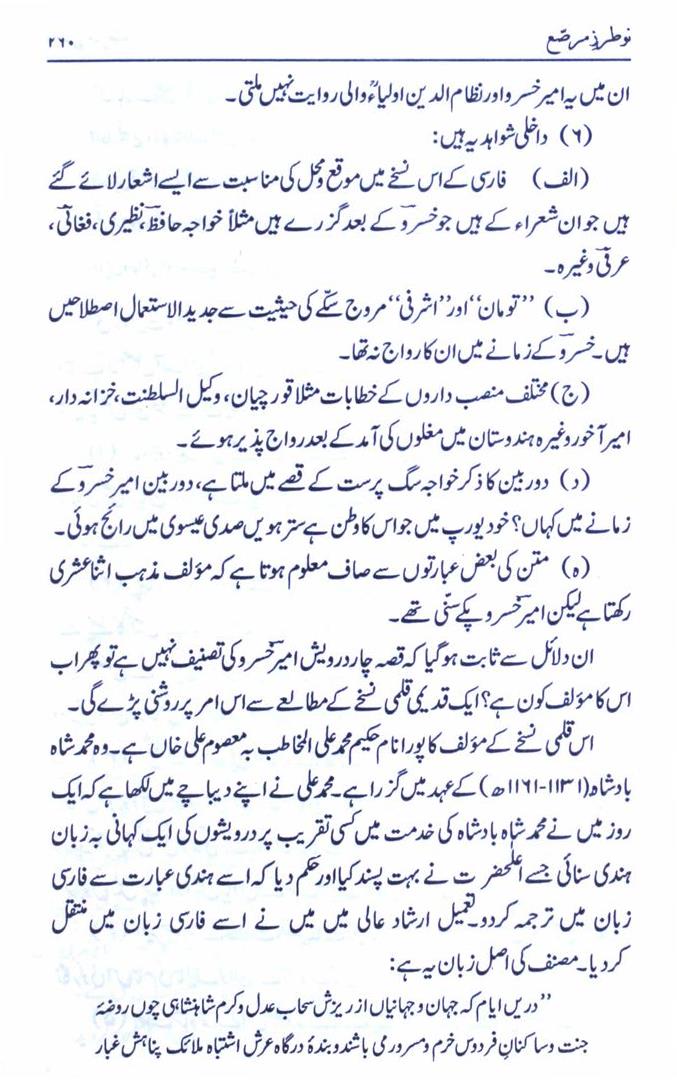 نوطرزِ مرصّع
۲۶۰
ان میں یہ امیر خسرو اور نظام الدین اولیاءؒ والی روایت نہیں ملتی۔
(۶) داخلی شواہد یہ ہیں:
(الف) فارسی کے اس نسخے میں موقع و محل کی مناسبت سے ایسے اشعار لائے گئے
ہیں جو ان شعراء کے ہیں جو خسروؔ کے بعد گزرے ہیں مثلاً خواجہ حافظؔ، نظیری، فغانیؔ،
عرفیؔ وغیرہ۔
(ب) ’’تومان‘‘ اور ’’اشرفی‘‘ مروج سکّے کی حیثیت سے جدید الاستعمال اصطلاحیں
ہیں۔ خسروؔ کے زمانے میں ان کا رواج نہ تھا۔
(ج) مختلف منصب داروں کے خطابات مثلا قورچیان، وکیل السلطنت، خزانہ دار،
امیر آخور وغیرہ ہندوستان میں مغلوں کی آمد کے بعد رواج پذیر ہوئے۔
(د) دوربین کا ذکر خواجہ سگ پرست کے قصے میں ملتا ہے، دوربین امیر خسروؔ کے
زمانے میں کہاں؟ خود یورپ میں جو اس کا وطن ہے سترہویں صدی عیسوی میں رائج ہوئی۔
(ہ) متن کی بعض عبارتوں سے صاف معلوم ہوتا ہے کہ مؤلف مذہب اثنا عشری
رکھتا ہے لیکن امیر خسروؔ پکے سنّی تھے۔
ان دلائل سے ثابت ہو گیا کہ قصہ چار درویش امیر خسروؔ کی تصنیف نہیں ہے تو پھر اب
اس کا مؤلف کون ہے؟ ایک قدیمی قلمی نسخے کے مطالعے سے اس امر پر روشنی پڑے گی۔
اس قلمی نسخے کے مؤلف کا پورا نام حکیم محمد علی المخاطب بہ معصوم علی خاں ہے۔ وہ محمد شاہ
بادشاہ (۱۱۳۱-۱۱۶۱ھ) کے عہد میں گزرا ہے۔ محمد علی نے اپنے دیباچے میں لکھا ہے کہ ایک
روز میں نے محمد شاہ بادشاہ کی خدمت میں کسی تقریب پر درویشوں کی ایک کہانی بہ زبان
ہندی سنائی جسے اعلٰحضرت نے بہت پسند کیا اور حکم دیا کہ اسے ہندی عبارت سے فارسی
زبان میں ترجمہ کردو۔ تعمیل ارشاد عالی میں میں نے اسے فارسی زبان میں منتقل
کردیا۔ مصنف کی اصل زبان یہ ہے:
’’دریں ایام کہ جہان و جہانیاں از ریزش سحاب عدل و کرم شاہنشاہی چوں روضۂ
جنت و ساکنانِ فردوس خرم و مسرور می باشند و بندۂ درگاہ عرش اشتباہ ملائک پناہش غبار